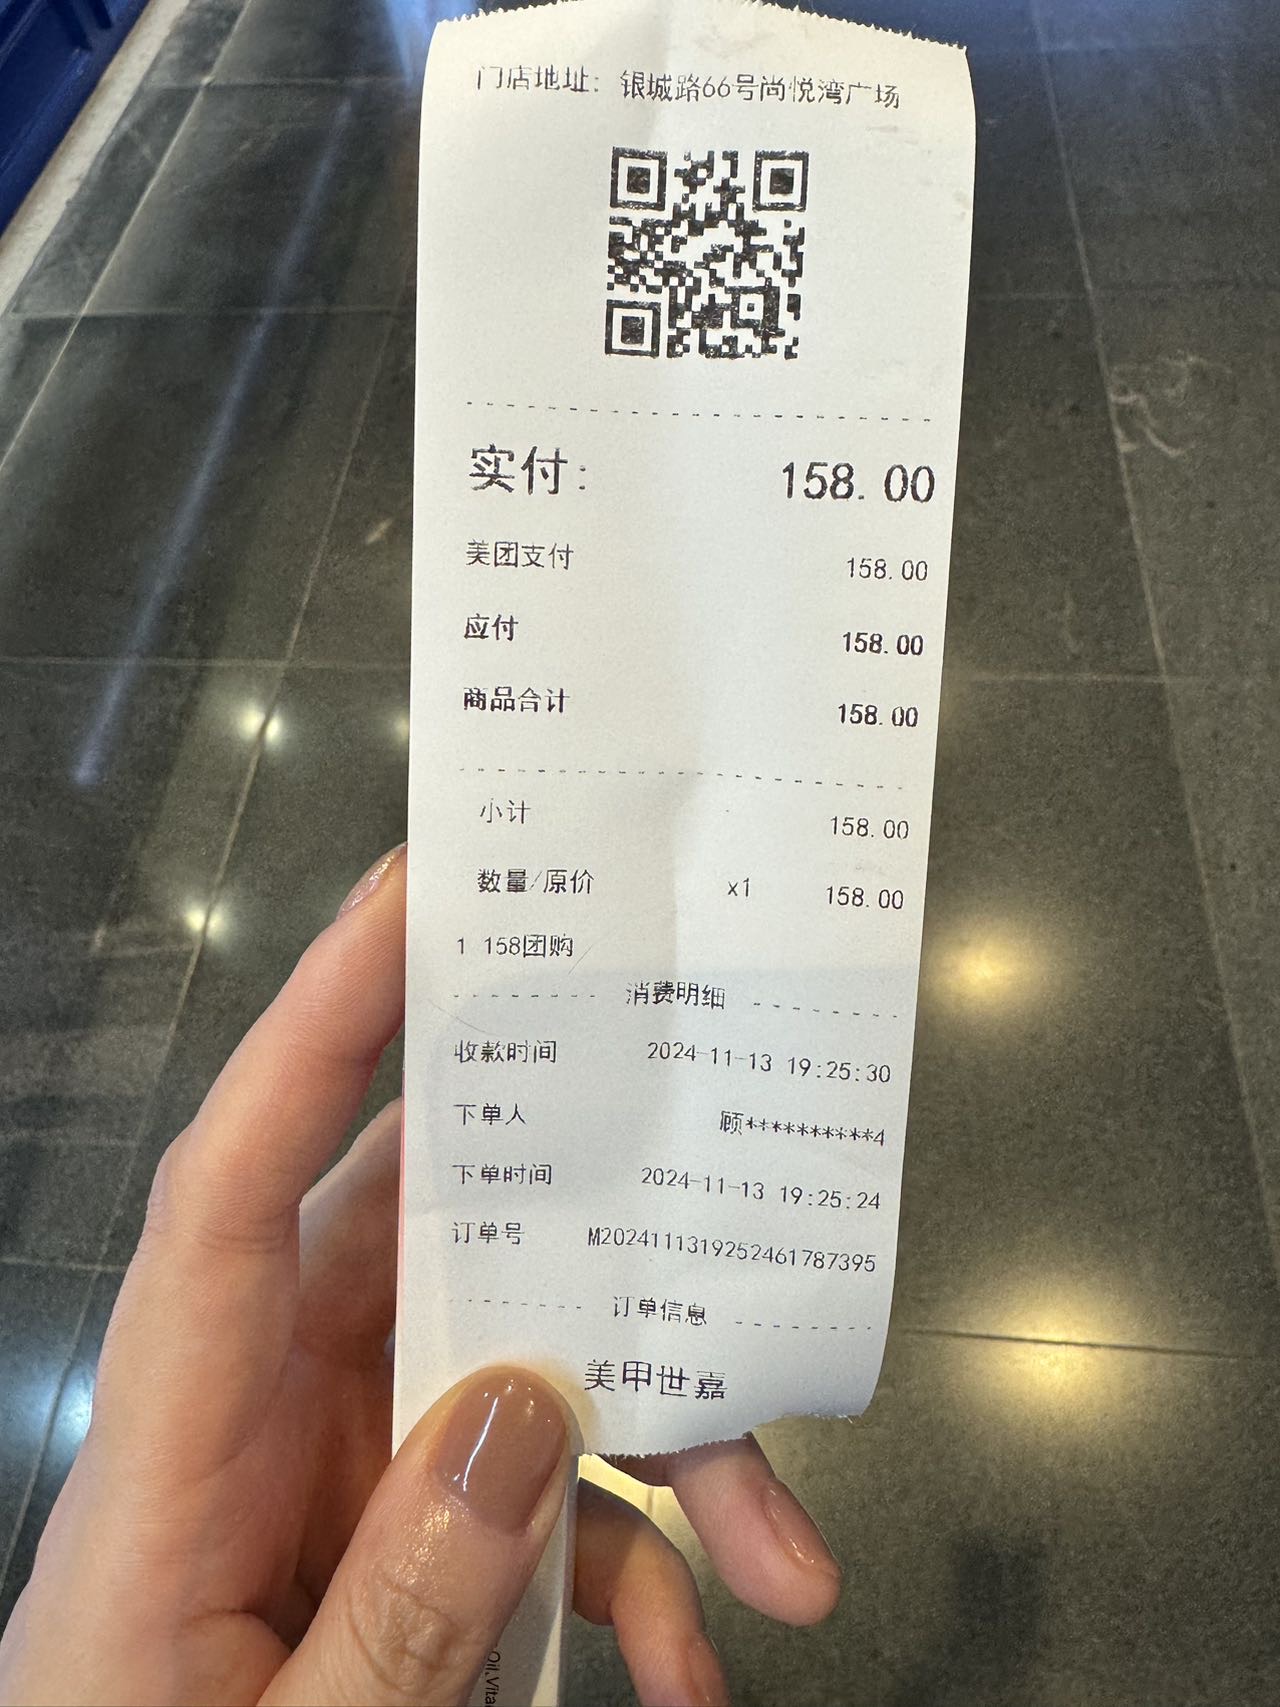 门店地址: 银城路66号尚悦湾广场
实付: 158.00
美团支付 158.00
应付 158.00
商品合计 158.00
小计 158.00
数量/原价 x1 158.00
1 158团购
消费明细
收款时间 2024-11-13 19:25:30
下单人 顾**********4
下单时间 2024-11-13 19:25:24
订单号 M20241113192524617​87395
订单信息
美甲世嘉
Oil, Vita